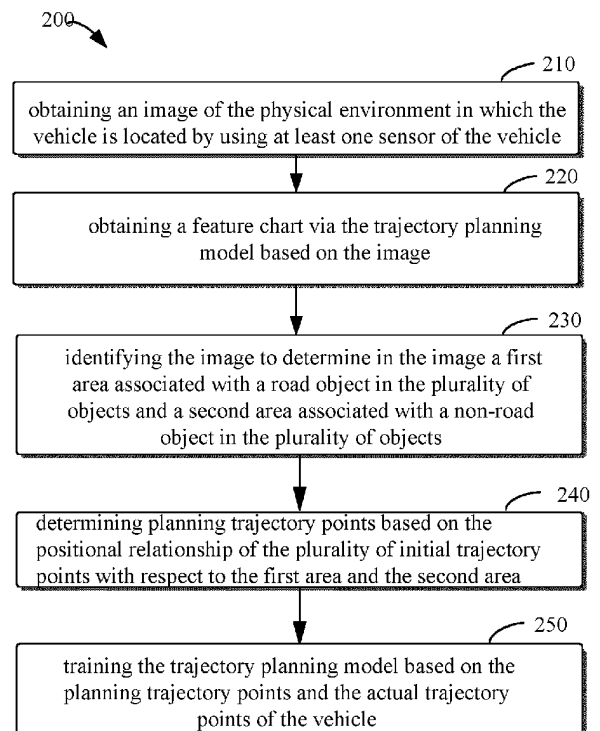 200
210
obtaining an image of the physical environment in which the
vehicle is located by using at least one sensor of the vehicle
220
obtaining a feature chart via the trajectory planning
model based on the image
230
identifying the image to determine in the image a first
area associated with a road object in the plurality of
objects and a second area associated with a non-road
object in the plurality of objects
240
determining planning trajectory points based on the
positional relationship of the plurality of initial trajectory
points with respect to the first area and the second area
250
training the trajectory planning model based on the
planning trajectory points and the actual trajectory
points of the vehicle